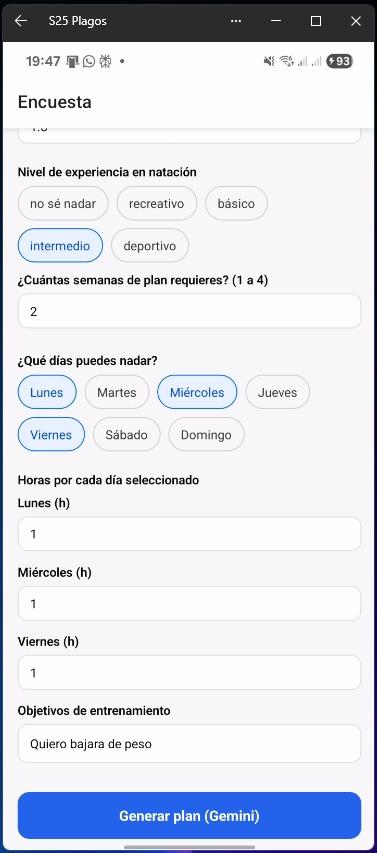 S25 Plagos
19:47
93
Encuesta
Nivel de experiencia en natación
no sé nadar recreativo básico
intermedio deportivo
¿Cuántas semanas de plan requieres? (1 a 4)
2
¿Qué días puedes nadar?
Lunes Martes Miércoles Jueves
Viernes Sábado Domingo
Horas por cada día seleccionado
Lunes (h)
1
Miércoles (h)
1
Viernes (h)
1
Objetivos de entrenamiento
Quiero bajara de peso
Generar plan (Gemini)